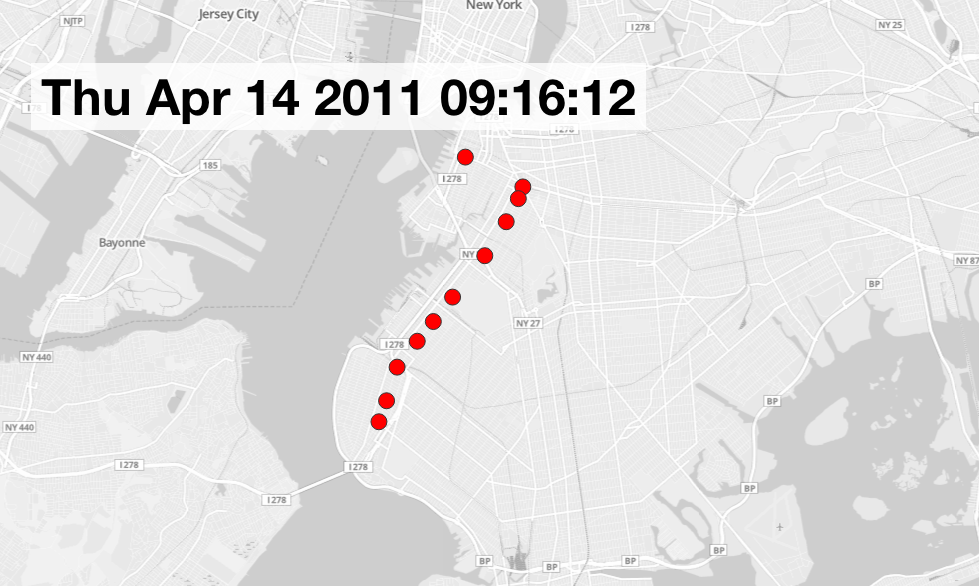 New York
Jersey City
NJTP
NY 25
I 278
Thu Apr 14 2011 09:16:12
I 278
185
I 278
Bayonne
NY
NY 87
BP
NY 27
I 278
NY 440
BP
NY 440
I 278
I 278
BP
I 278
BP
BP
BP
BP